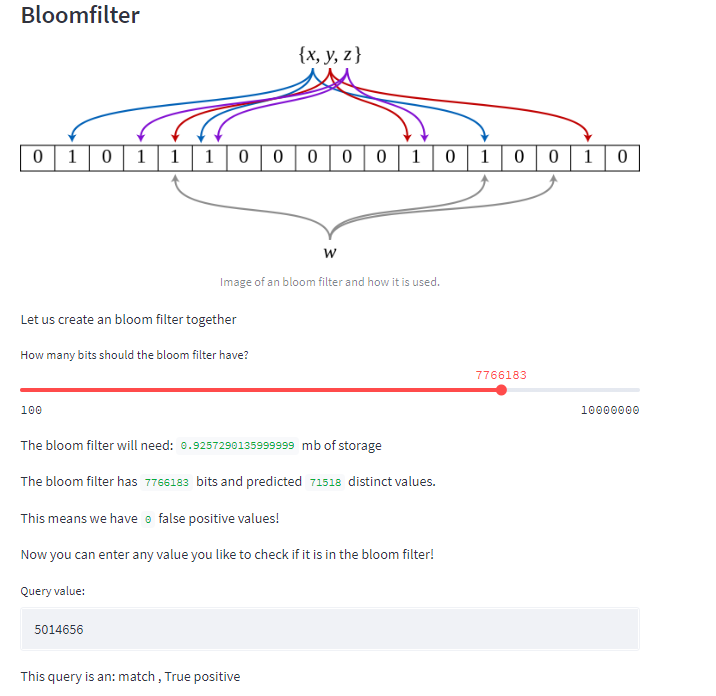 Bloomfilter
{x, y, z}
0 1 0 1 1 1 0 0 0 0 0 1 0 1 0 0 1 0
w
Image of an bloom filter and how it is used.
Let us create an bloom filter together
How many bits should the bloom filter have?
7766183
100 10000000
The bloom filter will need: 0.9257290135999999 mb of storage
The bloom filter has 7766183 bits and predicted 71518 distinct values.
This means we have 0 false positive values!
Now you can enter any value you like to check if it is in the bloom filter!
Query value:
5014656
This query is an: match , True positive